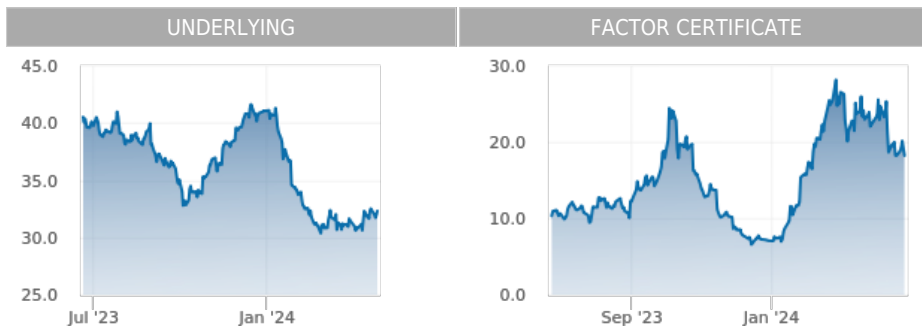 UNDERLYING
45.0
40.0
35.0
30.0
25.0
Jul '23 Jan '24
FACTOR CERTIFICATE
30.0
20.0
10.0
0.0
Sep '23 Jan '24